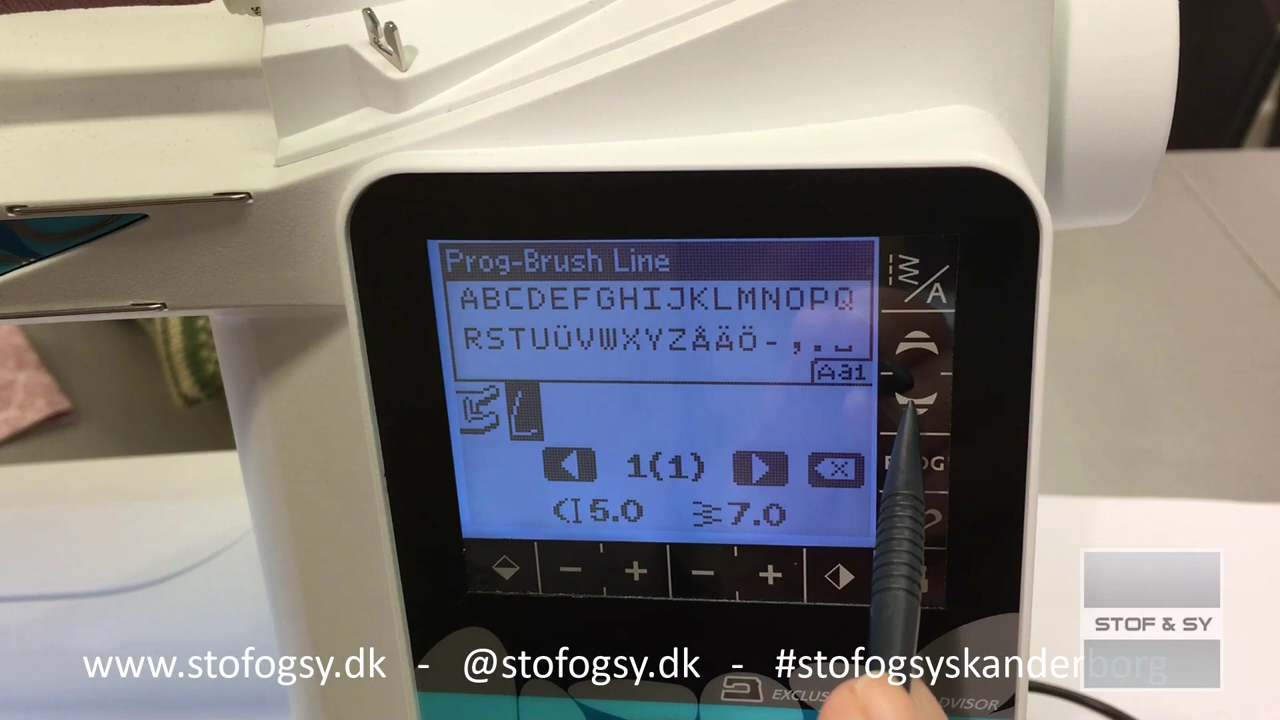 Prog-Brush Line
ABCDEFGHIJKLMNOPQ
RSTUÜVWXYZÅÄÖ-,.␣
Aa1
1(1)
5.0 7.0
- + - +
A
STOF & SY
www.stofogsy.dk - @stofogsy.dk - #stofogsyskanderborg